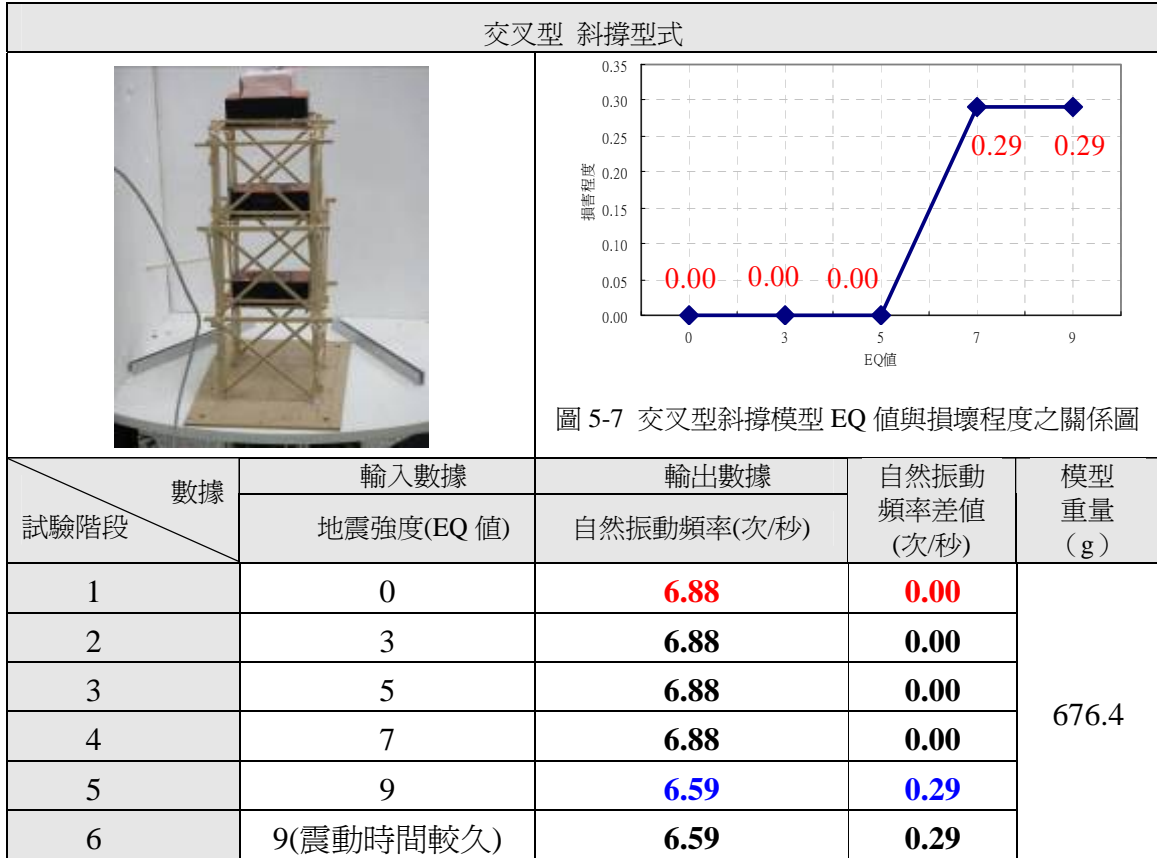 交叉型 斜撐型式
0.35
0.30
0.25
0.20
0.15
0.10
0.05
0.00
損害程度
0.00 0.00 0.00 0.29 0.29
0 3 5 7 9
EQ值
圖 5-7 交叉型斜撐模型 EQ 值與損壞程度之關係圖
數據
試驗階段
輸入數據
地震強度(EQ 值)
輸出數據
自然振動頻率(次/秒)
自然振動
頻率差值
(次/秒)
模型
重量
（g）
1 0 6.88 0.00
2 3 6.88 0.00
3 5 6.88 0.00
4 7 6.88 0.00
5 9 6.59 0.29
6 9(震動時間較久) 6.59 0.29
676.4